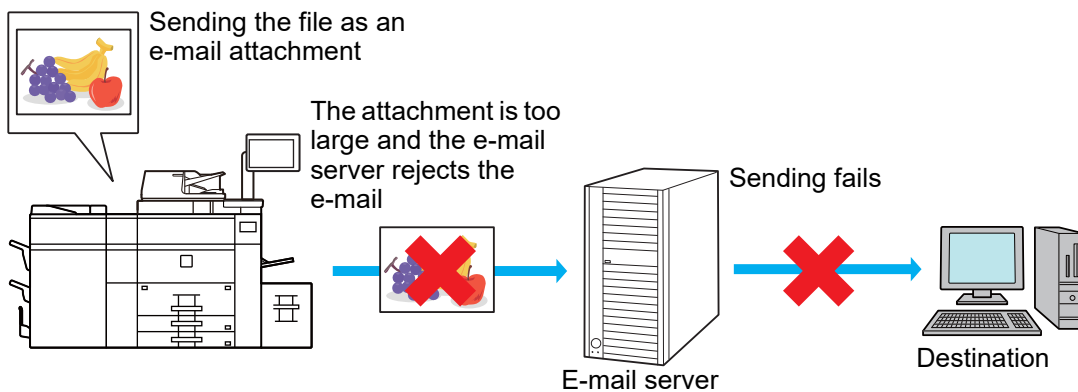 Sending the file as an
e-mail attachment
The attachment is too
large and the e-mail
server rejects the
e-mail
Sending fails
E-mail server
Destination